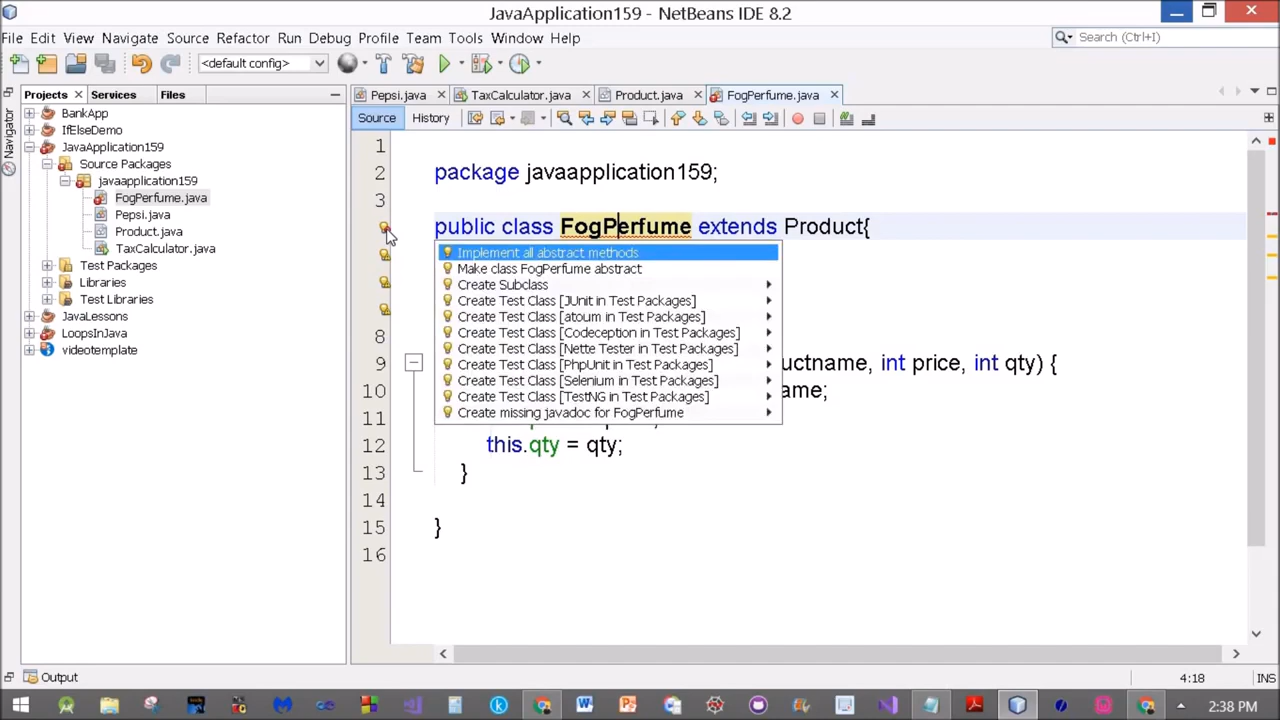 JavaApplication159 - NetBeans IDE 8.2
File Edit View Navigate Source Refactor Run Debug Profile Team Tools Window Help
Search (Ctrl+I)
<default config>
Projects Services Files
Pepsi.java TaxCalculator.java Product.java FogPerfume.java
Navigator
Source History
BankApp
IfElseDemo
JavaApplication159
Source Packages
javaapplication159
FogPerfume.java
Pepsi.java
Product.java
TaxCalculator.java
Test Packages
Libraries
Test Libraries
JavaLessons
LoopsInJava
videotemplate
1
2 package javaapplication159;
3
public class FogPerfume extends Product{
Implement all abstract methods
Make class FogPerfume abstract
Create Subclass
Create Test Class [JUnit in Test Packages]
Create Test Class [atoum in Test Packages]
Create Test Class [Codeception in Test Packages]
Create Test Class [Nette Tester in Test Packages]
Create Test Class [PhpUnit in Test Packages]
Create Test Class [Selenium in Test Packages]
Create Test Class [TestNG in Test Packages]
Create missing javadoc for FogPerfume
8
9 uctname, int price, int qty) {
10 ame;
11
12 this.qty = qty;
13 }
14
15 }
16
Output
4:18 INS
2:38 PM